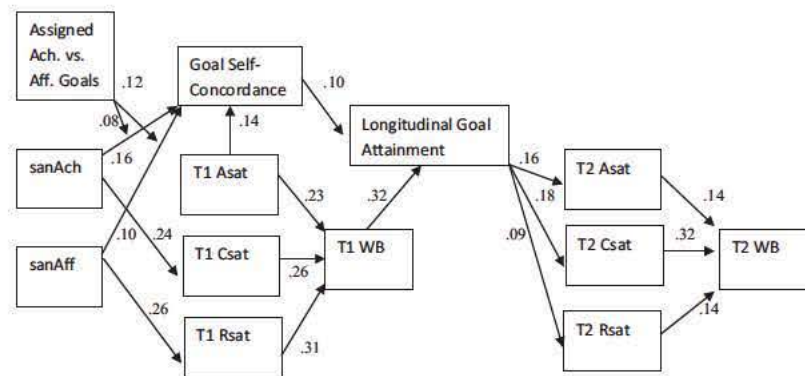 Assigned
Ach. vs.
Aff. Goals
.12
Goal Self-
Concordance
.10
.08
.16
.14
Longitudinal Goal
Attainment
sanAch
T1 Asat
.23
.32
.16
T2 Asat
.14
.18
.10
.24
T1 Csat
.26
T1 WB
.09
T2 Csat
.32
T2 WB
sanAff
.26
T1 Rsat
.31
T2 Rsat
.14